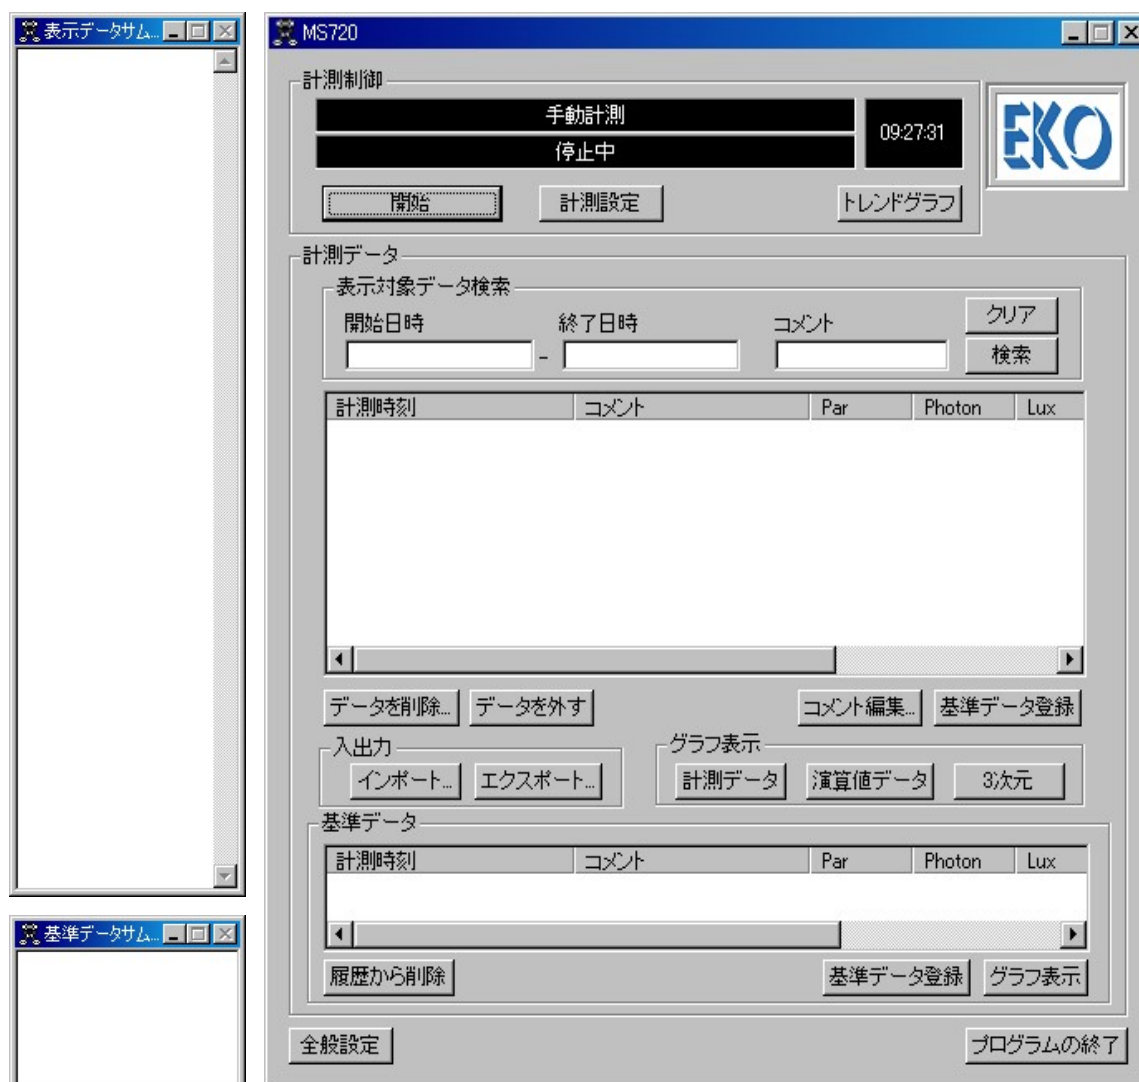 表示データサム...
MS720
計測制御
手動計測
停止中
09:27:31
EKO
開始
計測設定
トレンドグラフ
計測データ
表示対象データ検索
開始日時
終了日時
コメント
クリア
-
検索
計測時刻 コメント Par Photon Lux
データを削除...
データを外す
コメント編集...
基準データ登録
入出力
インポート...
エクスポート...
グラフ表示
計測データ
演算値データ
3次元
基準データ
計測時刻 コメント Par Photon Lux
履歴から削除
基準データ登録
グラフ表示
全般設定
プログラムの終了
基準データサム...